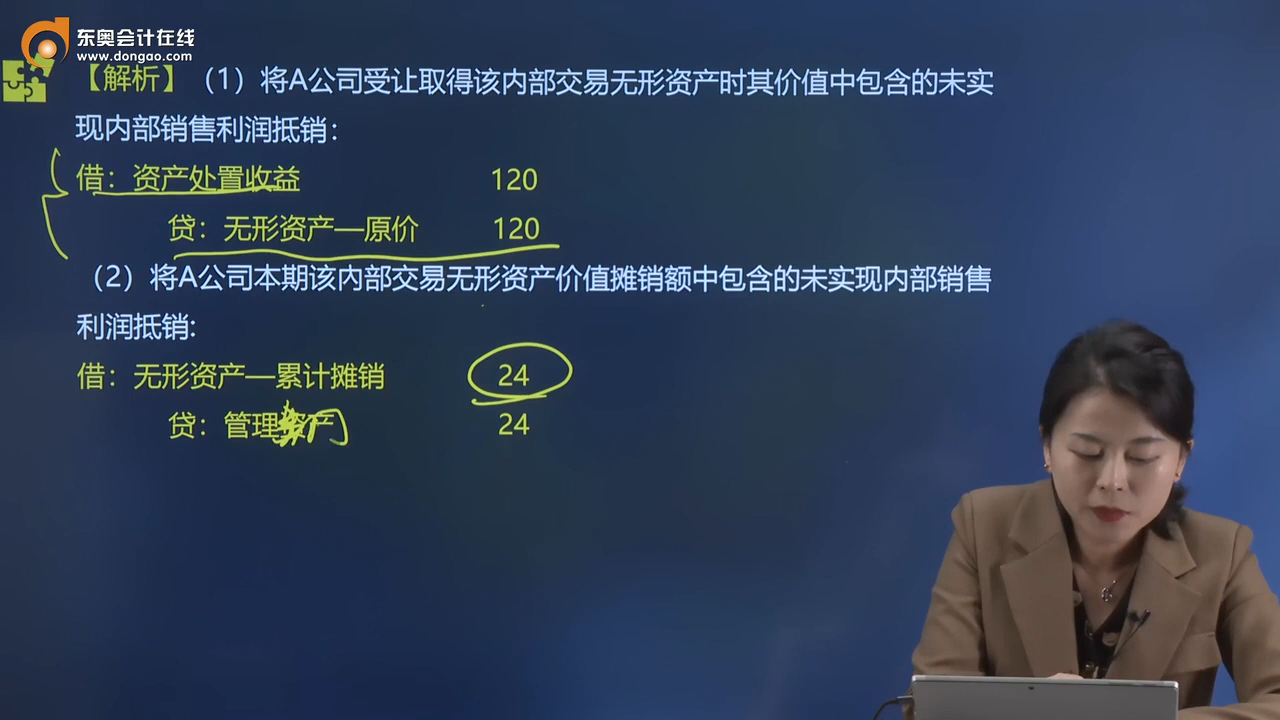 东奥会计在线
www.dongao.com
【解析】（1）将A公司受让取得该内部交易无形资产时其价值中包含的未实
现内部销售利润抵销：
借：资产处置收益 120
贷：无形资产—原价 120
（2）将A公司本期该内部交易无形资产价值摊销额中包含的未实现内部销售
利润抵销:
借：无形资产—累计摊销 24
贷：管理资产 24